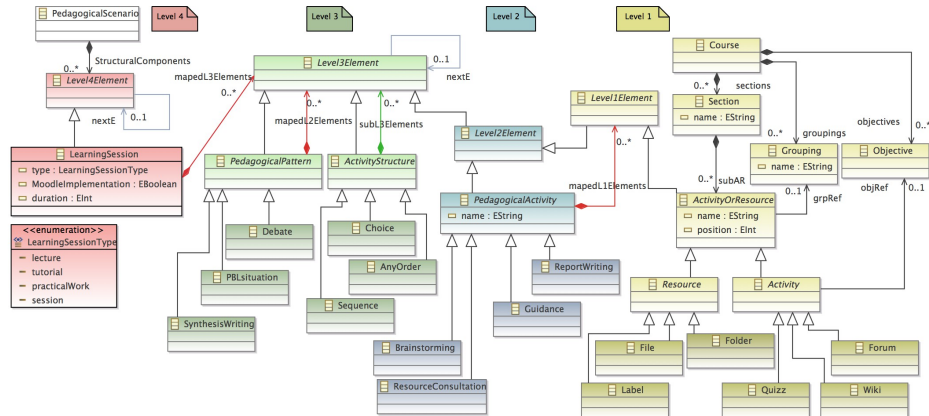 PedagogicalScenario
Level 4
Level 3
Level 2
Level 1
StructuralComponents
0..*
Level4Element
nextE
0..1
mapedL3Elements
0..*
Level3Element
0..1
nextE
0..*
mapedL2Elements
0..*
subL3Elements
Level1Element
Level2Element
0..*
mapedL1Elements
Course
0..*
sections
Section
name : EString
0..*
groupings
Grouping
name : EString
objectives
0..*
Objective
0..*
subAR
0..1
grpRef
objRef
0..1
LearningSession
type : LearningSessionType
MoodleImplementation : EBoolean
duration : EInt
PedagogicalPattern
ActivityStructure
PedagogicalActivity
name : EString
ActivityOrResource
name : EString
position : EInt
<<enumeration>>
LearningSessionType
lecture
tutorial
practicalWork
session
Debate
Choice
PBLsituation
AnyOrder
Sequence
SynthesisWriting
ReportWriting
Guidance
Brainstorming
ResourceConsultation
Resource
Activity
File
Folder
Forum
Label
Quizz
Wiki